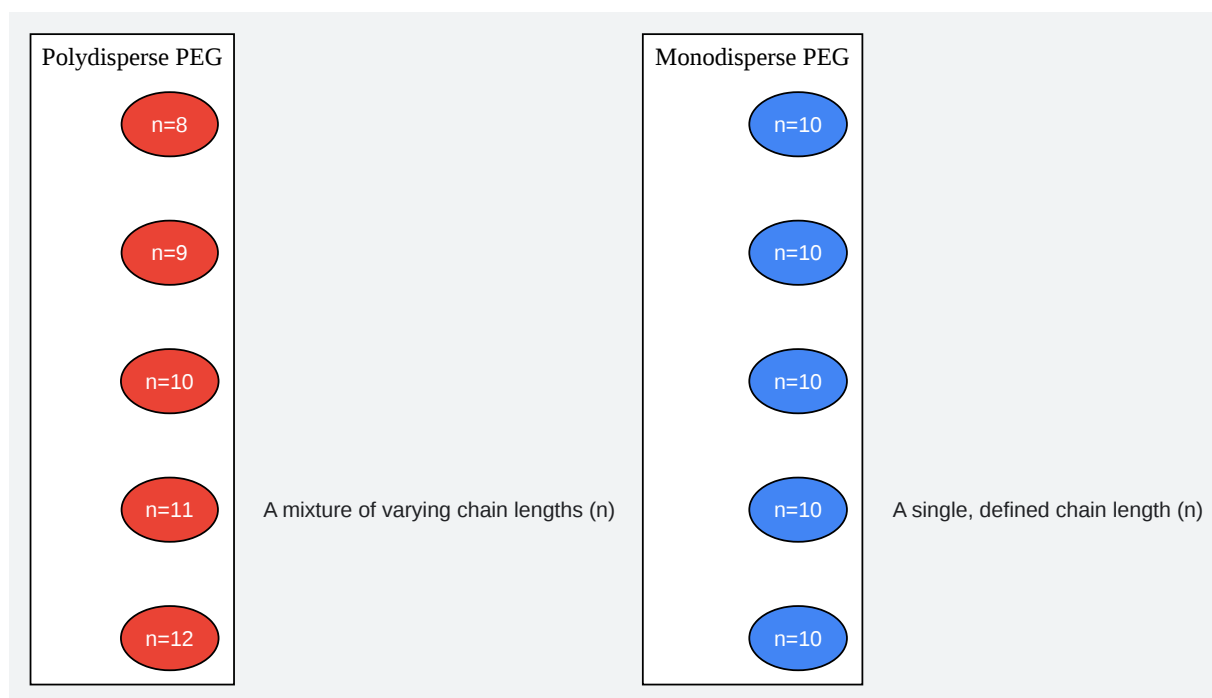 Polydisperse PEG
n=8
n=9
n=10
n=11
n=12
A mixture of varying chain lengths (n)
Monodisperse PEG
n=10
n=10
n=10
n=10
n=10
A single, defined chain length (n)